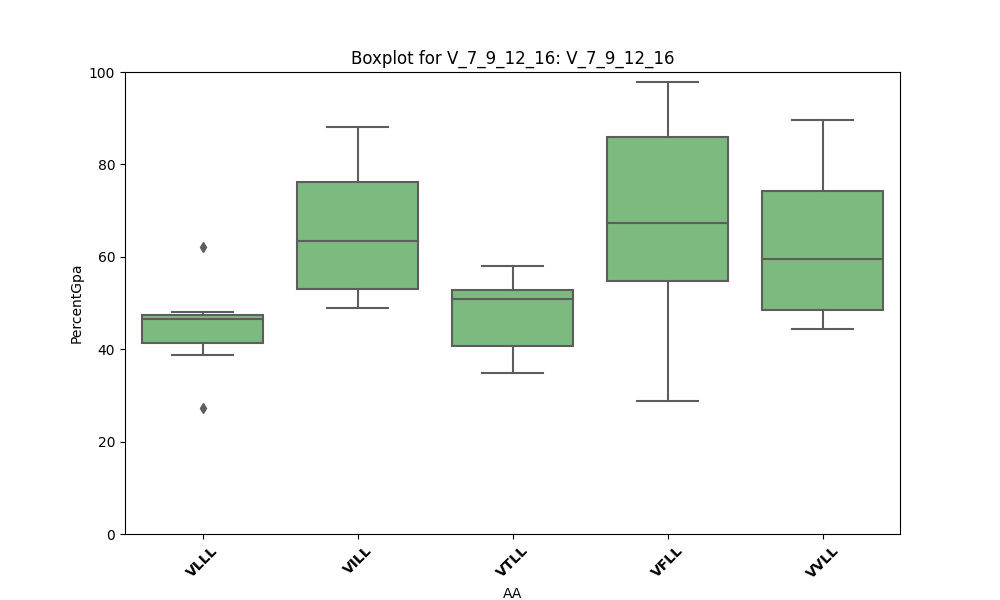 Boxplot for V_7_9_12_16: V_7_9_12_16
100
80
60
40
20
0
PercentGpa
VLLL
VILL
VTLL
VFLL
VVLL
AA